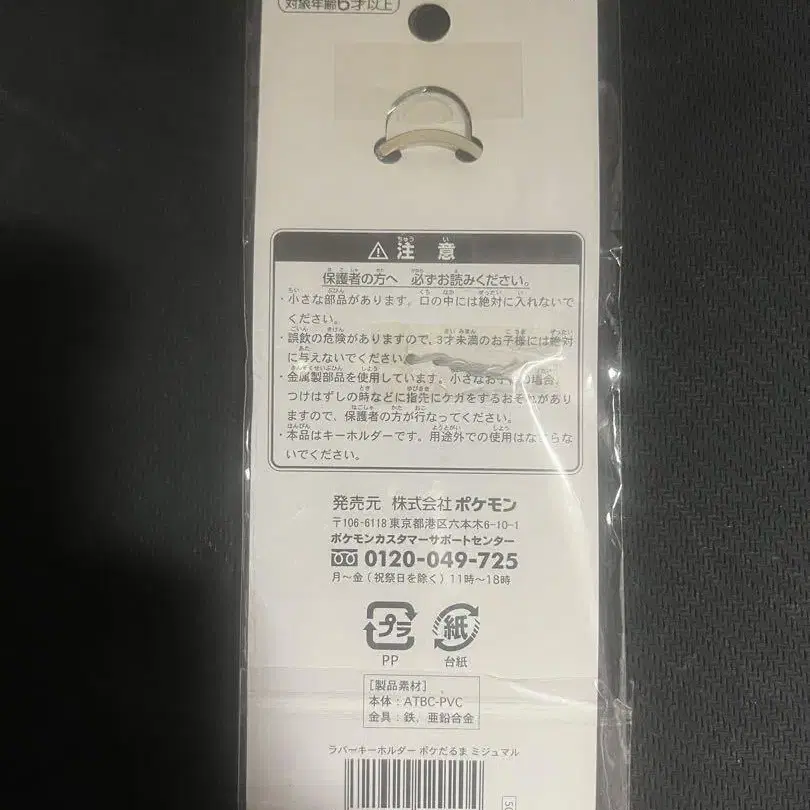 対象年齢6才以上
⚠注意
保護者の方へ 必ずお読みください。
・小さな部品があります。口の中には絶対に入れないで
ください。
・誤飲の危険がありますので、3才未満のお子様には絶対
に与えないでください。
・金属製部品を使用しています。小さなお子様の場合、
つけはずしの時などに指先にケガをするおそれがあり
ますので、保護者の方が行なってください。
・本品はキーホルダーです。用途外での使用はなさらな
いでください。
発売元 株式会社ポケモン
〒106-6118 東京都港区六本木6-10-1
ポケモンカスタマーサポートセンター
0120-049-725
月～金（祝祭日を除く）11時～18時
プラ 紙
PP 台紙
［製品素材］
本体：ATBC-PVC
金具：鉄、亜鉛合金
ラバーキーホルダー ポケだるま ミジュマル